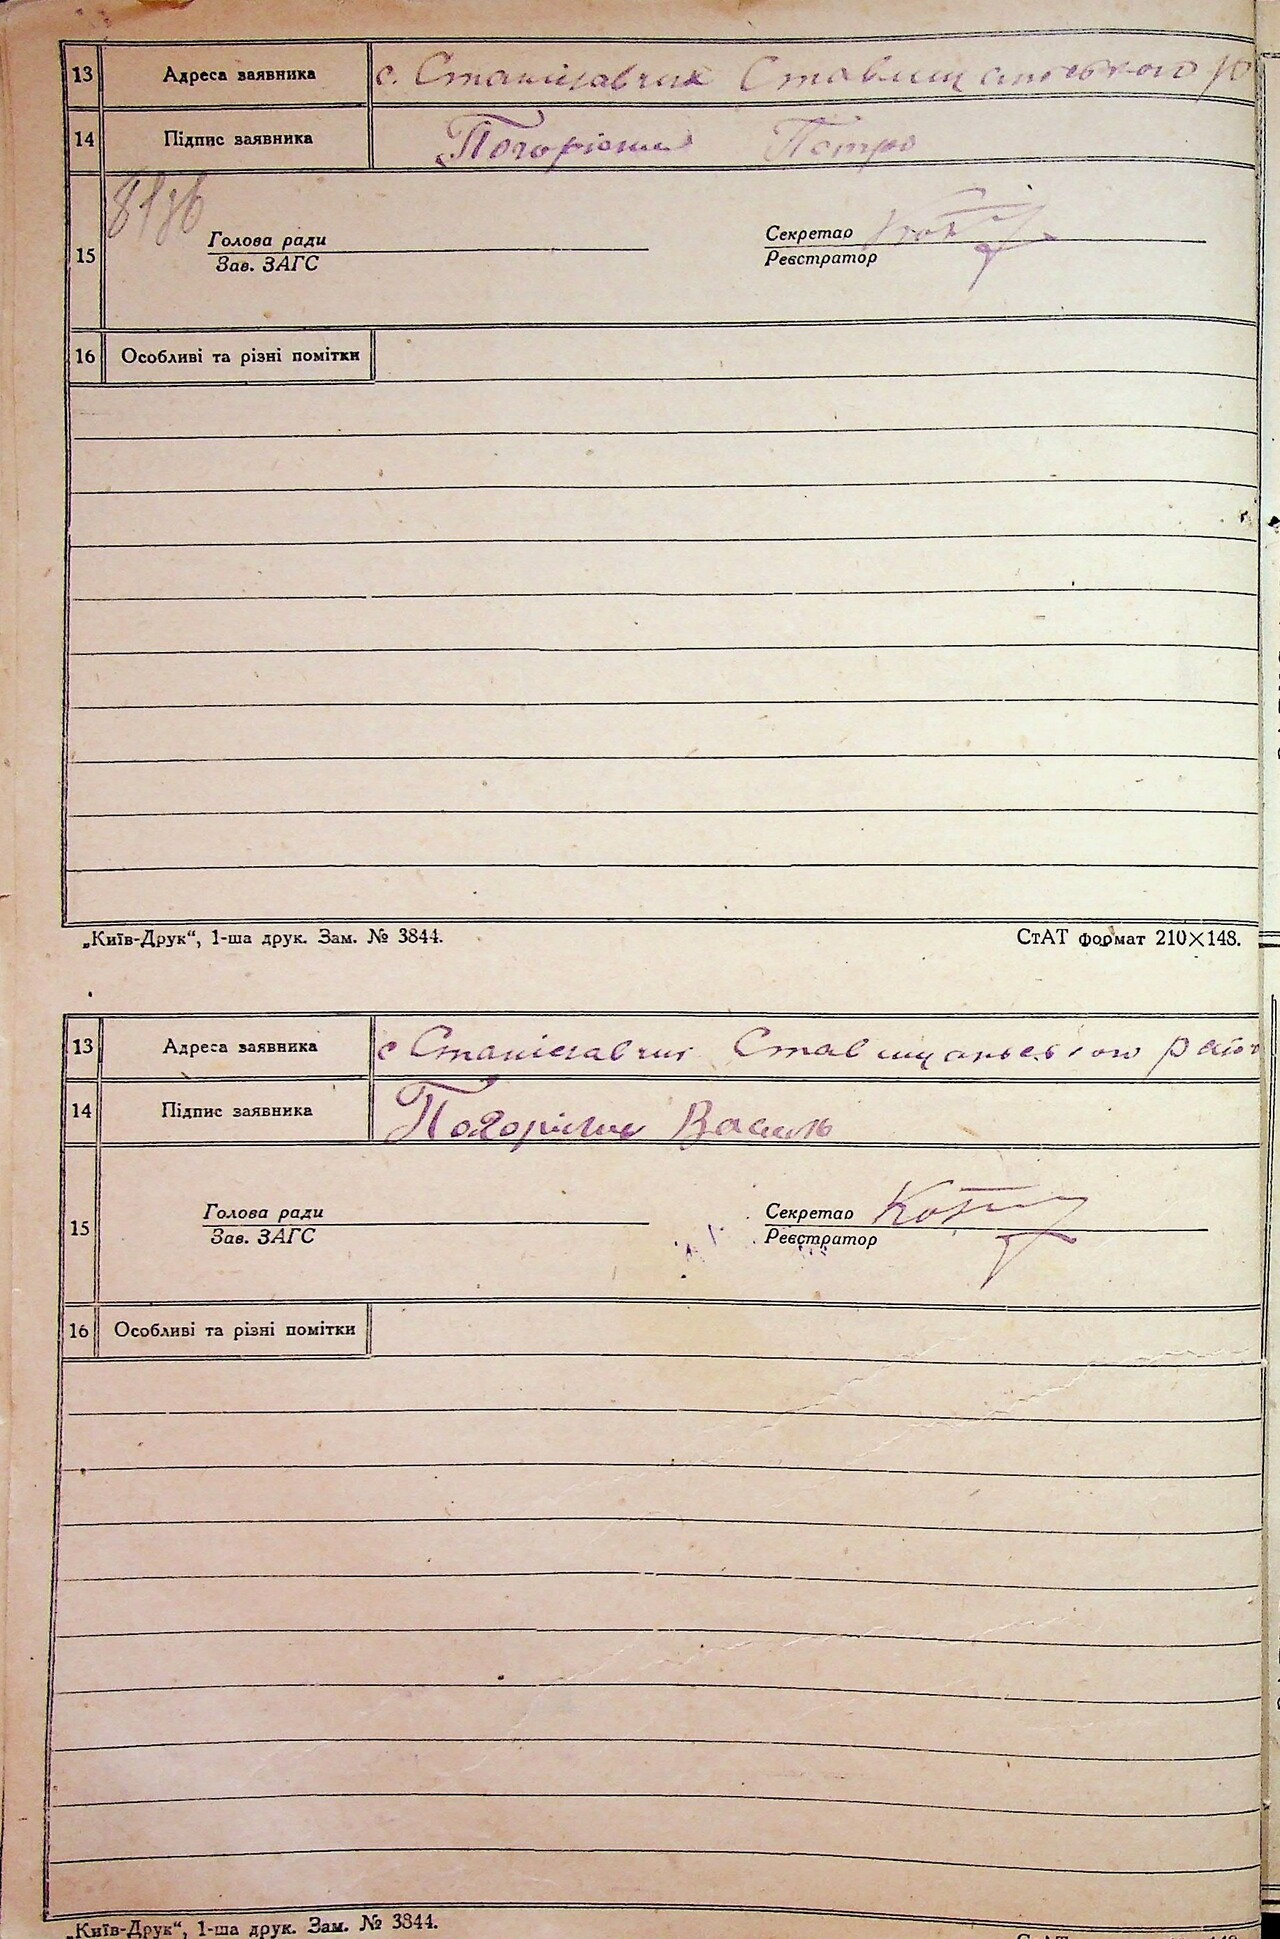 13 Адреса заявника с. Станіславчик Ставищанського р
14 Підпис заявника Погоріли Петро
15
Голова ради Секретар
Зав. ЗАГС Реєстратор
16 Особливі та різні помітки
„Київ-Друк“, 1-ша друк. Зам. № 3844. СтАТ формат 210×148.
13 Адреса заявника с Станіславчик Ставищанського район
14 Підпис заявника Василь
15
Голова ради Секретар
Зав. ЗАГС Реєстратор
16 Особливі та різні помітки
„Київ-Друк“, 1-ша друк. Зам. № 3844.